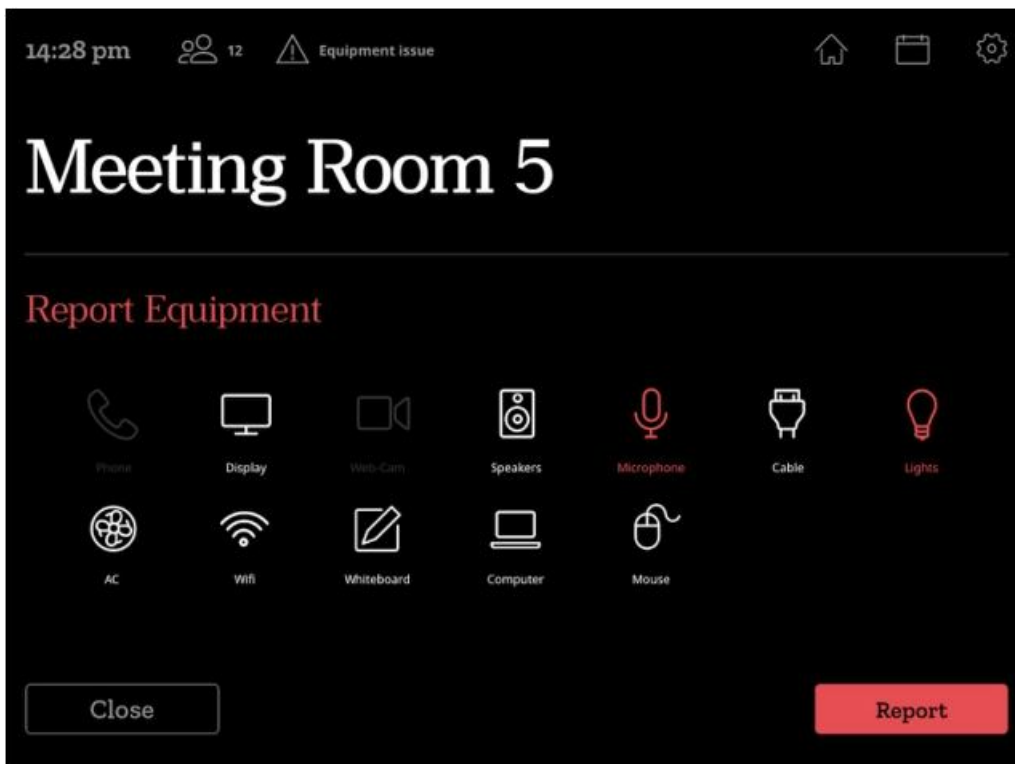 14:28 pm 12 Equipment issue
Meeting Room 5
Report Equipment
Phone Display Web-Cam Speakers Microphone Cable Lights
AC Wifi Whiteboard Computer Mouse
Close Report